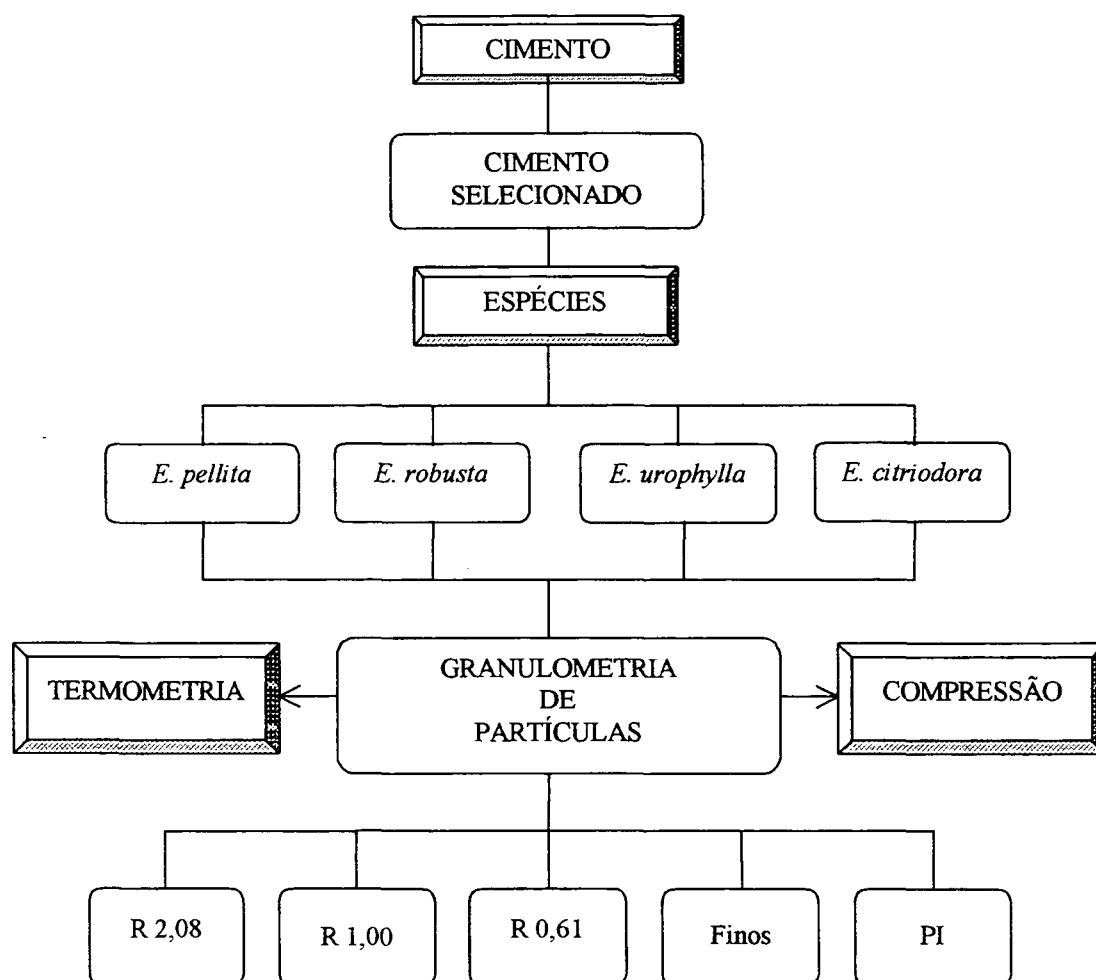 CIMENTO
CIMENTO
SELECIONADO
ESPÉCIES
E. pellita
E. robusta
E. urophylla
E. citriodora
TERMOMETRIA
GRANULOMETRIA
DE
PARTÍCULAS
COMPRESSÃO
R 2,08
R 1,00
R 0,61
Finos
PI